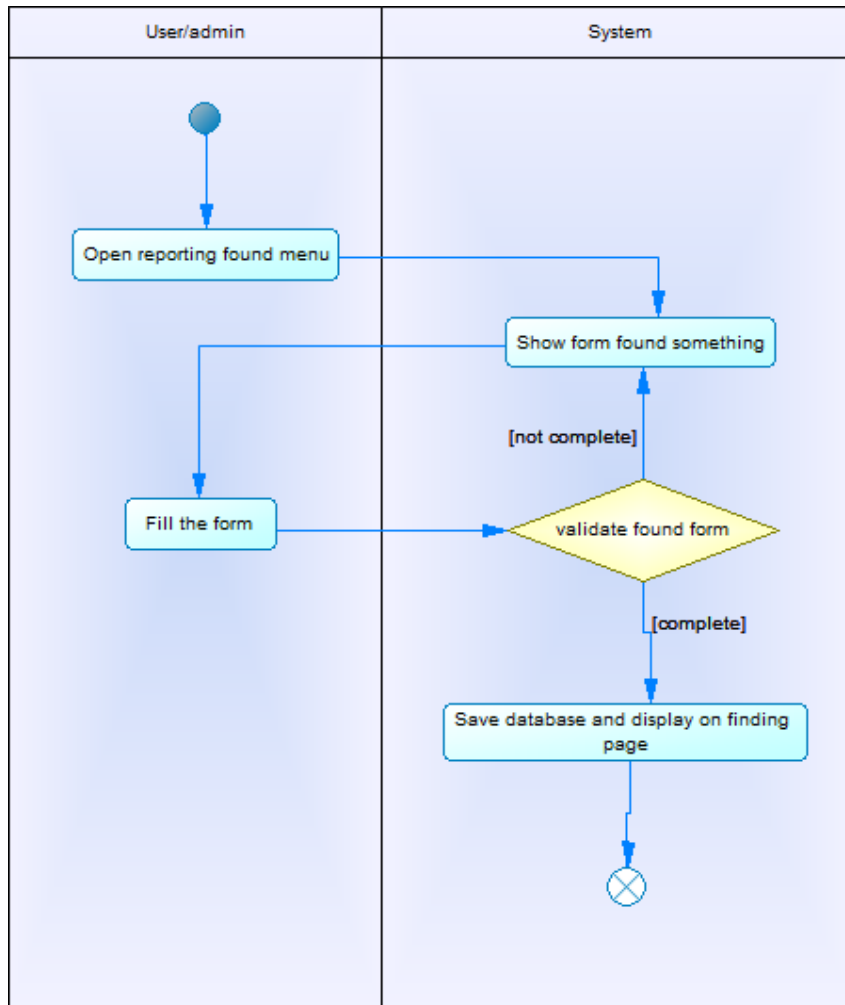 User/admin
System
Open reporting found menu
Show form found something
[not complete]
Fill the form
validate found form
[complete]
Save database and display on finding
page